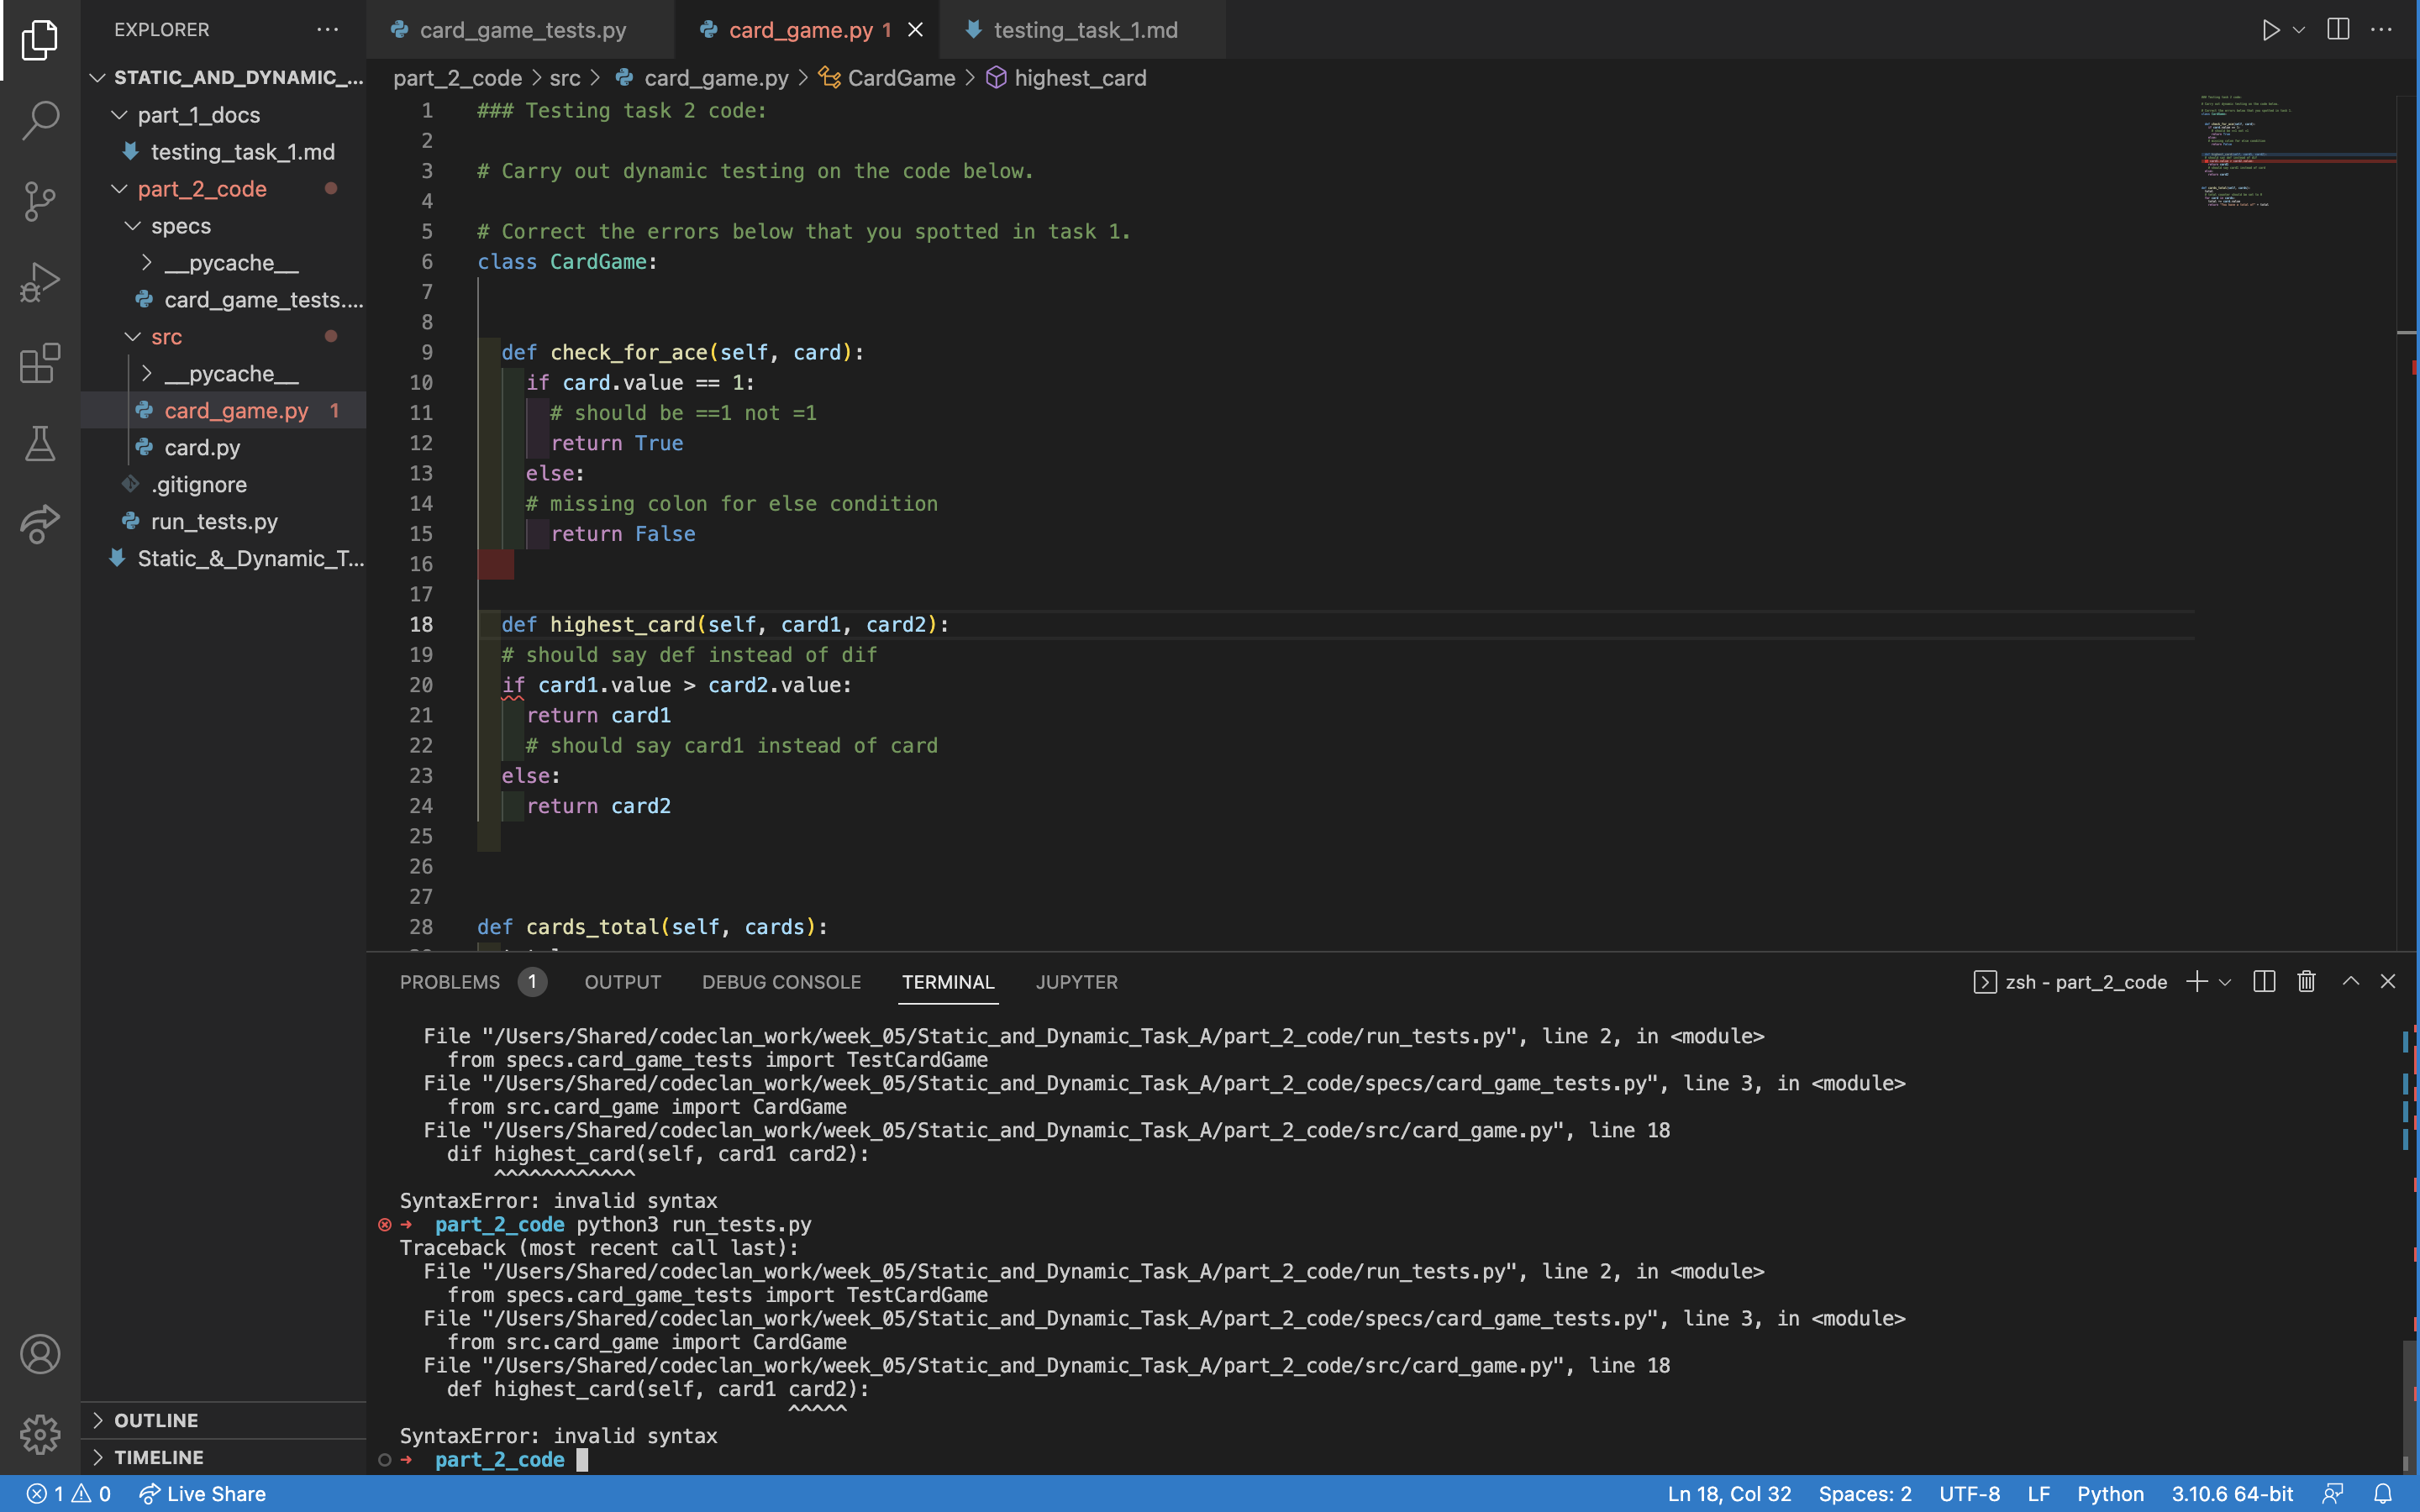 EXPLORER
STATIC_AND_DYNAMIC_...
part_1_docs
testing_task_1.md
part_2_code
specs
__pycache__
card_game_tests....
src
__pycache__
card_game.py 1
card.py
.gitignore
run_tests.py
Static_&_Dynamic_T...
OUTLINE
TIMELINE
card_game_tests.py
card_game.py 1
testing_task_1.md
part_2_code > src > card_game.py > CardGame > highest_card
1 ### Testing task 2 code:
2
3 # Carry out dynamic testing on the code below.
4
5 # Correct the errors below that you spotted in task 1.
6 class CardGame:
7
8
9 def check_for_ace(self, card):
10 if card.value == 1:
11 # should be ==1 not =1
12 return True
13 else:
14 # missing colon for else condition
15 return False
16
17
18 def highest_card(self, card1, card2):
19 # should say def instead of dif
20 if card1.value > card2.value:
21 return card1
22 # should say card1 instead of card
23 else:
24 return card2
25
26
27
28 def cards_total(self, cards):
PROBLEMS 1 OUTPUT DEBUG CONSOLE TERMINAL JUPYTER
zsh - part_2_code
File "/Users/Shared/codeclan_work/week_05/Static_and_Dynamic_Task_A/part_2_code/run_tests.py", line 2, in <module>
from specs.card_game_tests import TestCardGame
File "/Users/Shared/codeclan_work/week_05/Static_and_Dynamic_Task_A/part_2_code/specs/card_game_tests.py", line 3, in <module>
from src.card_game import CardGame
File "/Users/Shared/codeclan_work/week_05/Static_and_Dynamic_Task_A/part_2_code/src/card_game.py", line 18
dif highest_card(self, card1 card2):
^^^^^^^^^^^^
SyntaxError: invalid syntax
➜ part_2_code python3 run_tests.py
Traceback (most recent call last):
File "/Users/Shared/codeclan_work/week_05/Static_and_Dynamic_Task_A/part_2_code/run_tests.py", line 2, in <module>
from specs.card_game_tests import TestCardGame
File "/Users/Shared/codeclan_work/week_05/Static_and_Dynamic_Task_A/part_2_code/specs/card_game_tests.py", line 3, in <module>
from src.card_game import CardGame
File "/Users/Shared/codeclan_work/week_05/Static_and_Dynamic_Task_A/part_2_code/src/card_game.py", line 18
def highest_card(self, card1 card2):
^^^^^
SyntaxError: invalid syntax
➜ part_2_code
1 0 Live Share Ln 18, Col 32 Spaces: 2 UTF-8 LF Python 3.10.6 64-bit